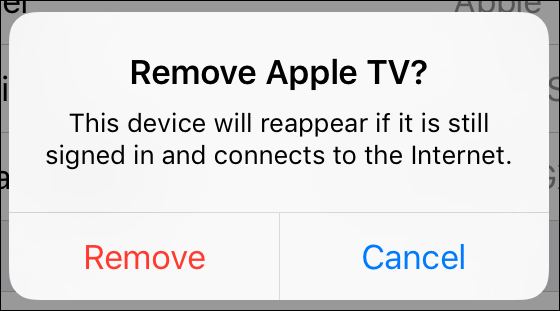 Apple
Remove Apple TV?
This device will reappear if it is still
signed in and connects to the Internet.
Remove
Cancel